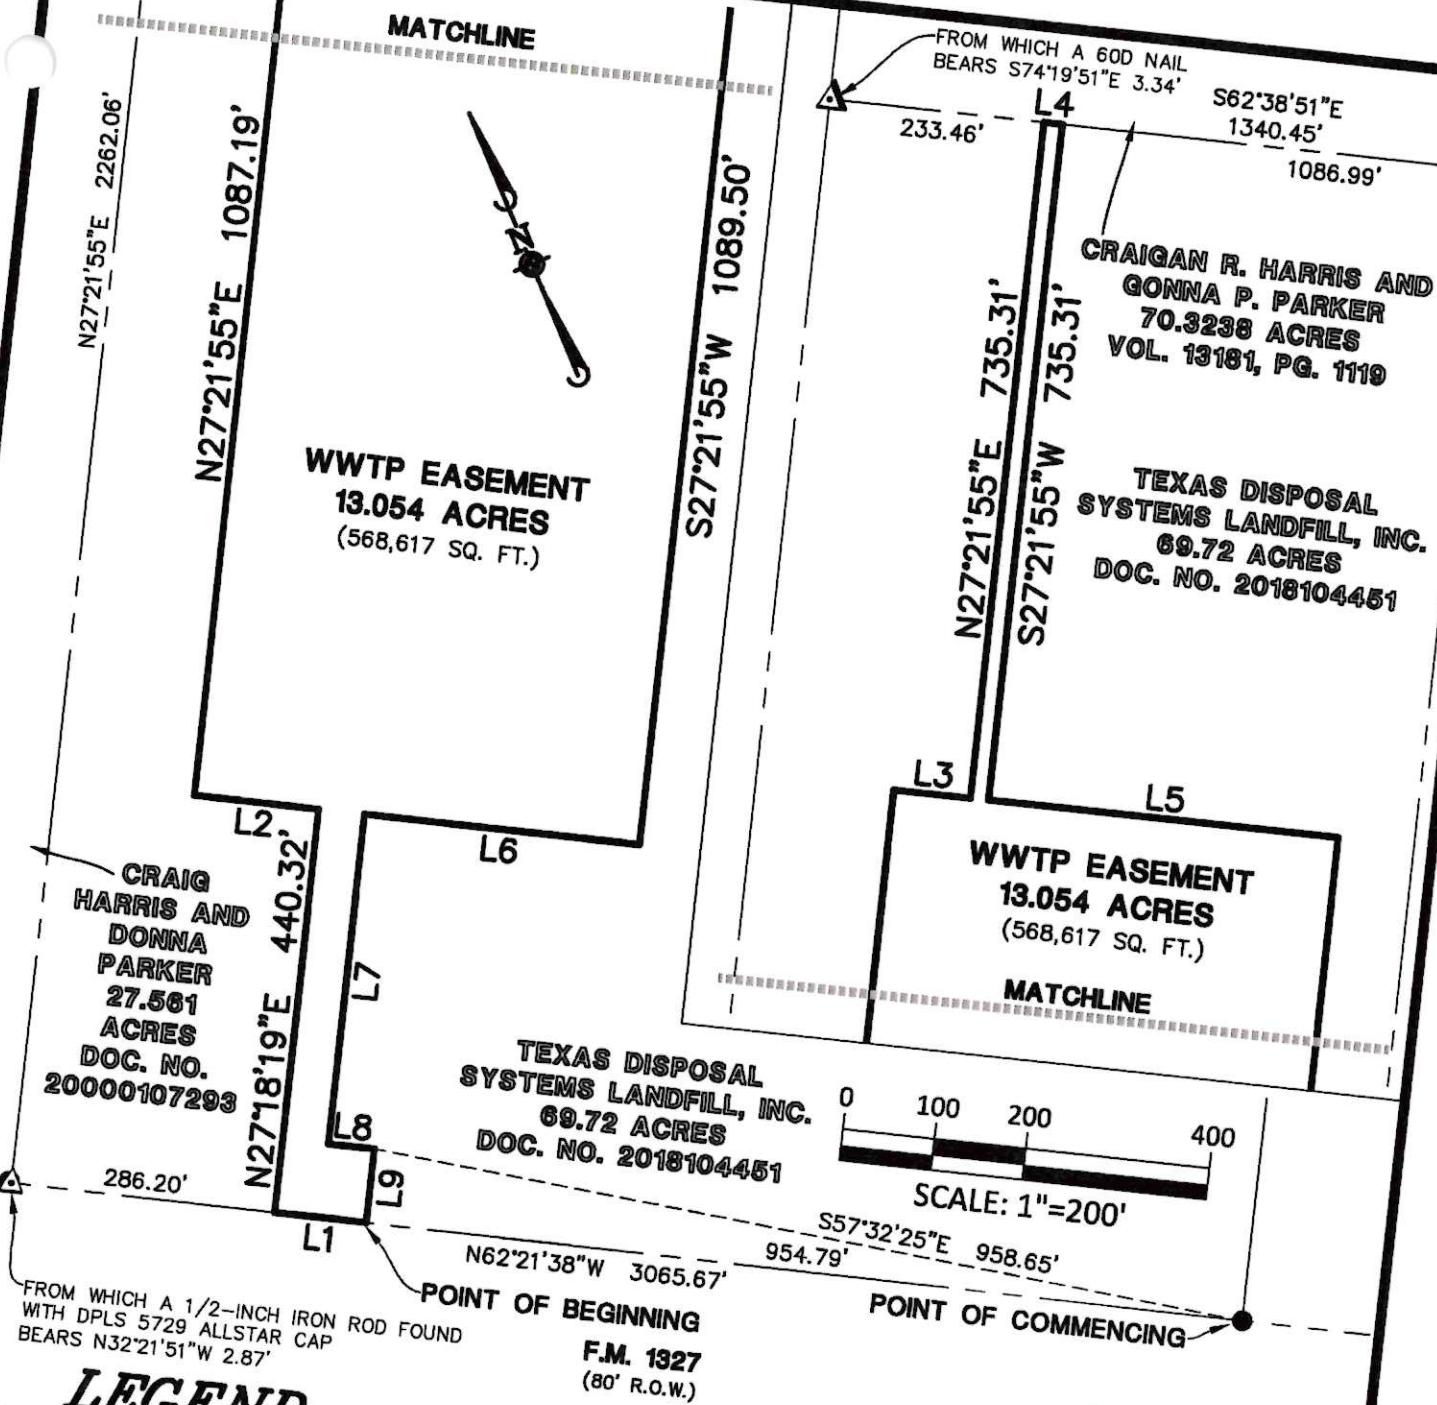 MATCHLINE
N27°21'55"E 2262.06'
N27°21'55"E 1087.19'
N
S27°21'55"W 1089.50'
WWTP EASEMENT
13.054 ACRES
(568,617 SQ. FT.)
L2
L6
440.32'
N27°18'19"E
L7
CRAIG
HARRIS AND
DONNA
PARKER
27.561
ACRES
DOC. NO.
20000107293
L8
L9
286.20'
L1
FROM WHICH A 1/2-INCH IRON ROD FOUND
WITH DPLS 5729 ALLSTAR CAP
BEARS N32°21'51"W 2.87'
LEGEND
TEXAS DISPOSAL
SYSTEMS LANDFILL, INC.
69.72 ACRES
DOC. NO. 2018104451
N62°21'38"W 3065.67'
954.79'
S57°32'25"E 958.65'
POINT OF BEGINNING
POINT OF COMMENCING
F.M. 1327
(80' R.O.W.)
FROM WHICH A 60D NAIL
BEARS S74°19'51"E 3.34'
233.46'
L4
S62°38'51"E
1340.45'
1086.99'
CRAIGAN R. HARRIS AND
GONNA P. PARKER
70.3238 ACRES
VOL. 13181, PG. 1119
N27°21'55"E 735.31'
S27°21'55"W 735.31'
TEXAS DISPOSAL
SYSTEMS LANDFILL, INC.
69.72 ACRES
DOC. NO. 2018104451
L3
L5
WWTP EASEMENT
13.054 ACRES
(568,617 SQ. FT.)
MATCHLINE
0 100 200 400
SCALE: 1"=200'